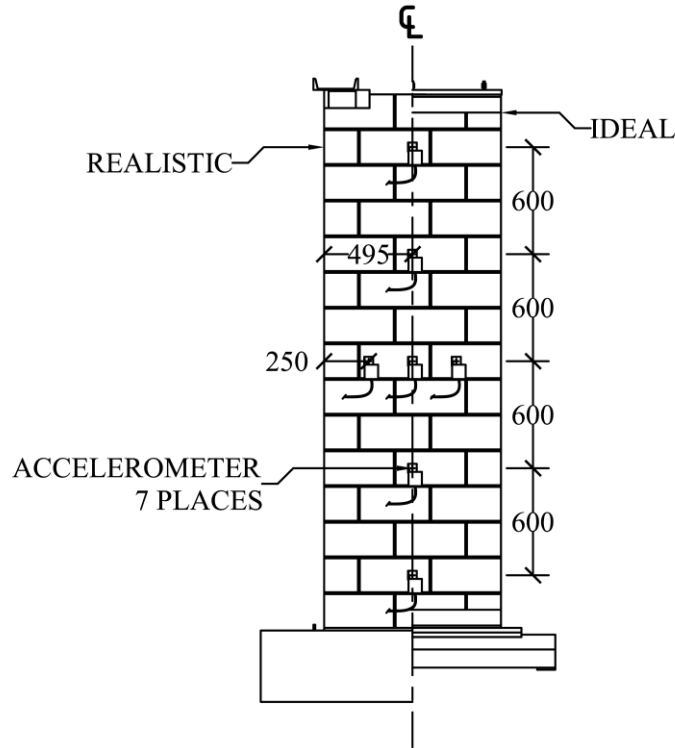 ℄
IDEAL
REALISTIC
600
495
600
250
600
ACCELEROMETER
7 PLACES
600